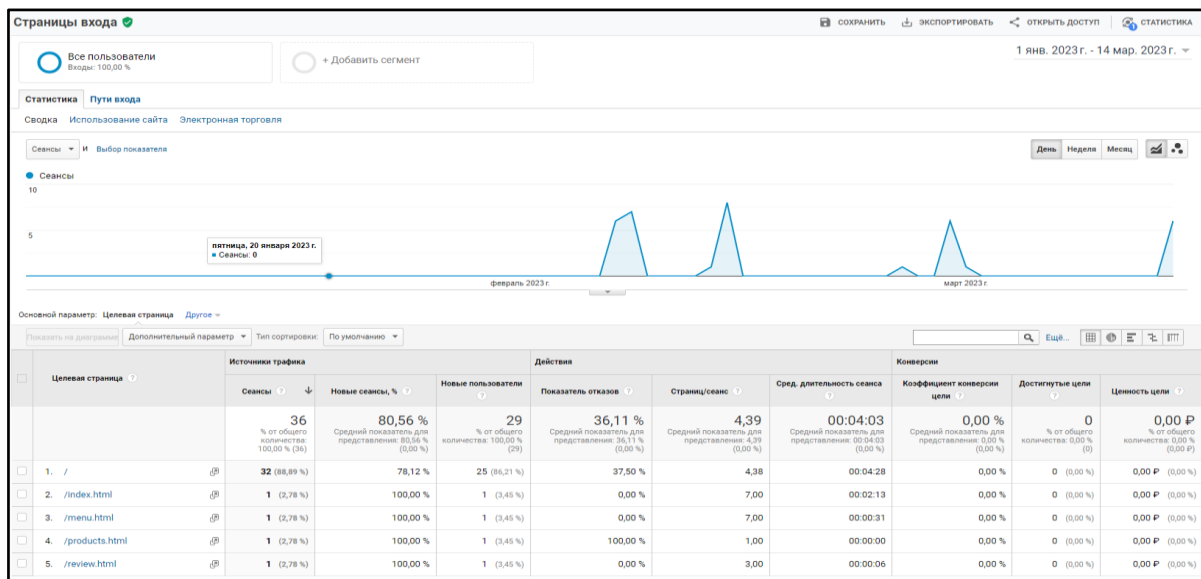 Страницы входа
СОХРАНИТЬ ЭКСПОРТИРОВАТЬ ОТКРЫТЬ ДОСТУП СТАТИСТИКА
1 янв. 2023 г. - 14 мар. 2023 г.
Все пользователи
Входы: 100,00 %
+ Добавить сегмент
Статистика Пути входа
Сводка Использование сайта Электронная торговля
Сеансы И Выбор показателя
День Неделя Месяц
Сеансы
10
5
пятница, 20 января 2023 г.
Сеансы: 0
февраль 2023 г. март 2023 г.
Основной параметр: Целевая страница Другое
Показать на диаграмме Дополнительный параметр Тип сортировки: По умолчанию Ещё...
Целевая страница ? Источники трафика Действия Конверсии
Сеансы ? Новые сеансы, % ? Новые пользователи ? Показатель отказов ? Страниц/сеанс ? Сред. длительность сеанса ? Коэффициент конверсии цели ? Достигнутые цели ? Ценность цели ?
36 80,56 % 29 36,11 % 4,39 00:04:03 0,00 % 0 0,00 ₽
% от общего количества: 100,00 % (36) Средний показатель для представления: 80,56 % (0,00 %) % от общего количества: 100,00 % (29) Средний показатель для представления: 36,11 % (0,00 %) Средний показатель для представления: 4,39 (0,00 %) Средний показатель для представления: 00:04:03 (0,00 %) Средний показатель для представления: 0,00 % (0,00 %) % от общего количества: 0,00 % (0) % от общего количества: 0,00 % (0,00 ₽)
1. / 32 (88,89 %) 78,12 % 25 (86,21 %) 37,50 % 4,38 00:04:28 0,00 % 0 (0,00 %) 0,00 ₽ (0,00 %)
2. /index.html 1 (2,78 %) 100,00 % 1 (3,45 %) 0,00 % 7,00 00:02:13 0,00 % 0 (0,00 %) 0,00 ₽ (0,00 %)
3. /menu.html 1 (2,78 %) 100,00 % 1 (3,45 %) 0,00 % 7,00 00:00:31 0,00 % 0 (0,00 %) 0,00 ₽ (0,00 %)
4. /products.html 1 (2,78 %) 100,00 % 1 (3,45 %) 100,00 % 1,00 00:00:00 0,00 % 0 (0,00 %) 0,00 ₽ (0,00 %)
5. /review.html 1 (2,78 %) 100,00 % 1 (3,45 %) 0,00 % 3,00 00:00:06 0,00 % 0 (0,00 %) 0,00 ₽ (0,00 %)